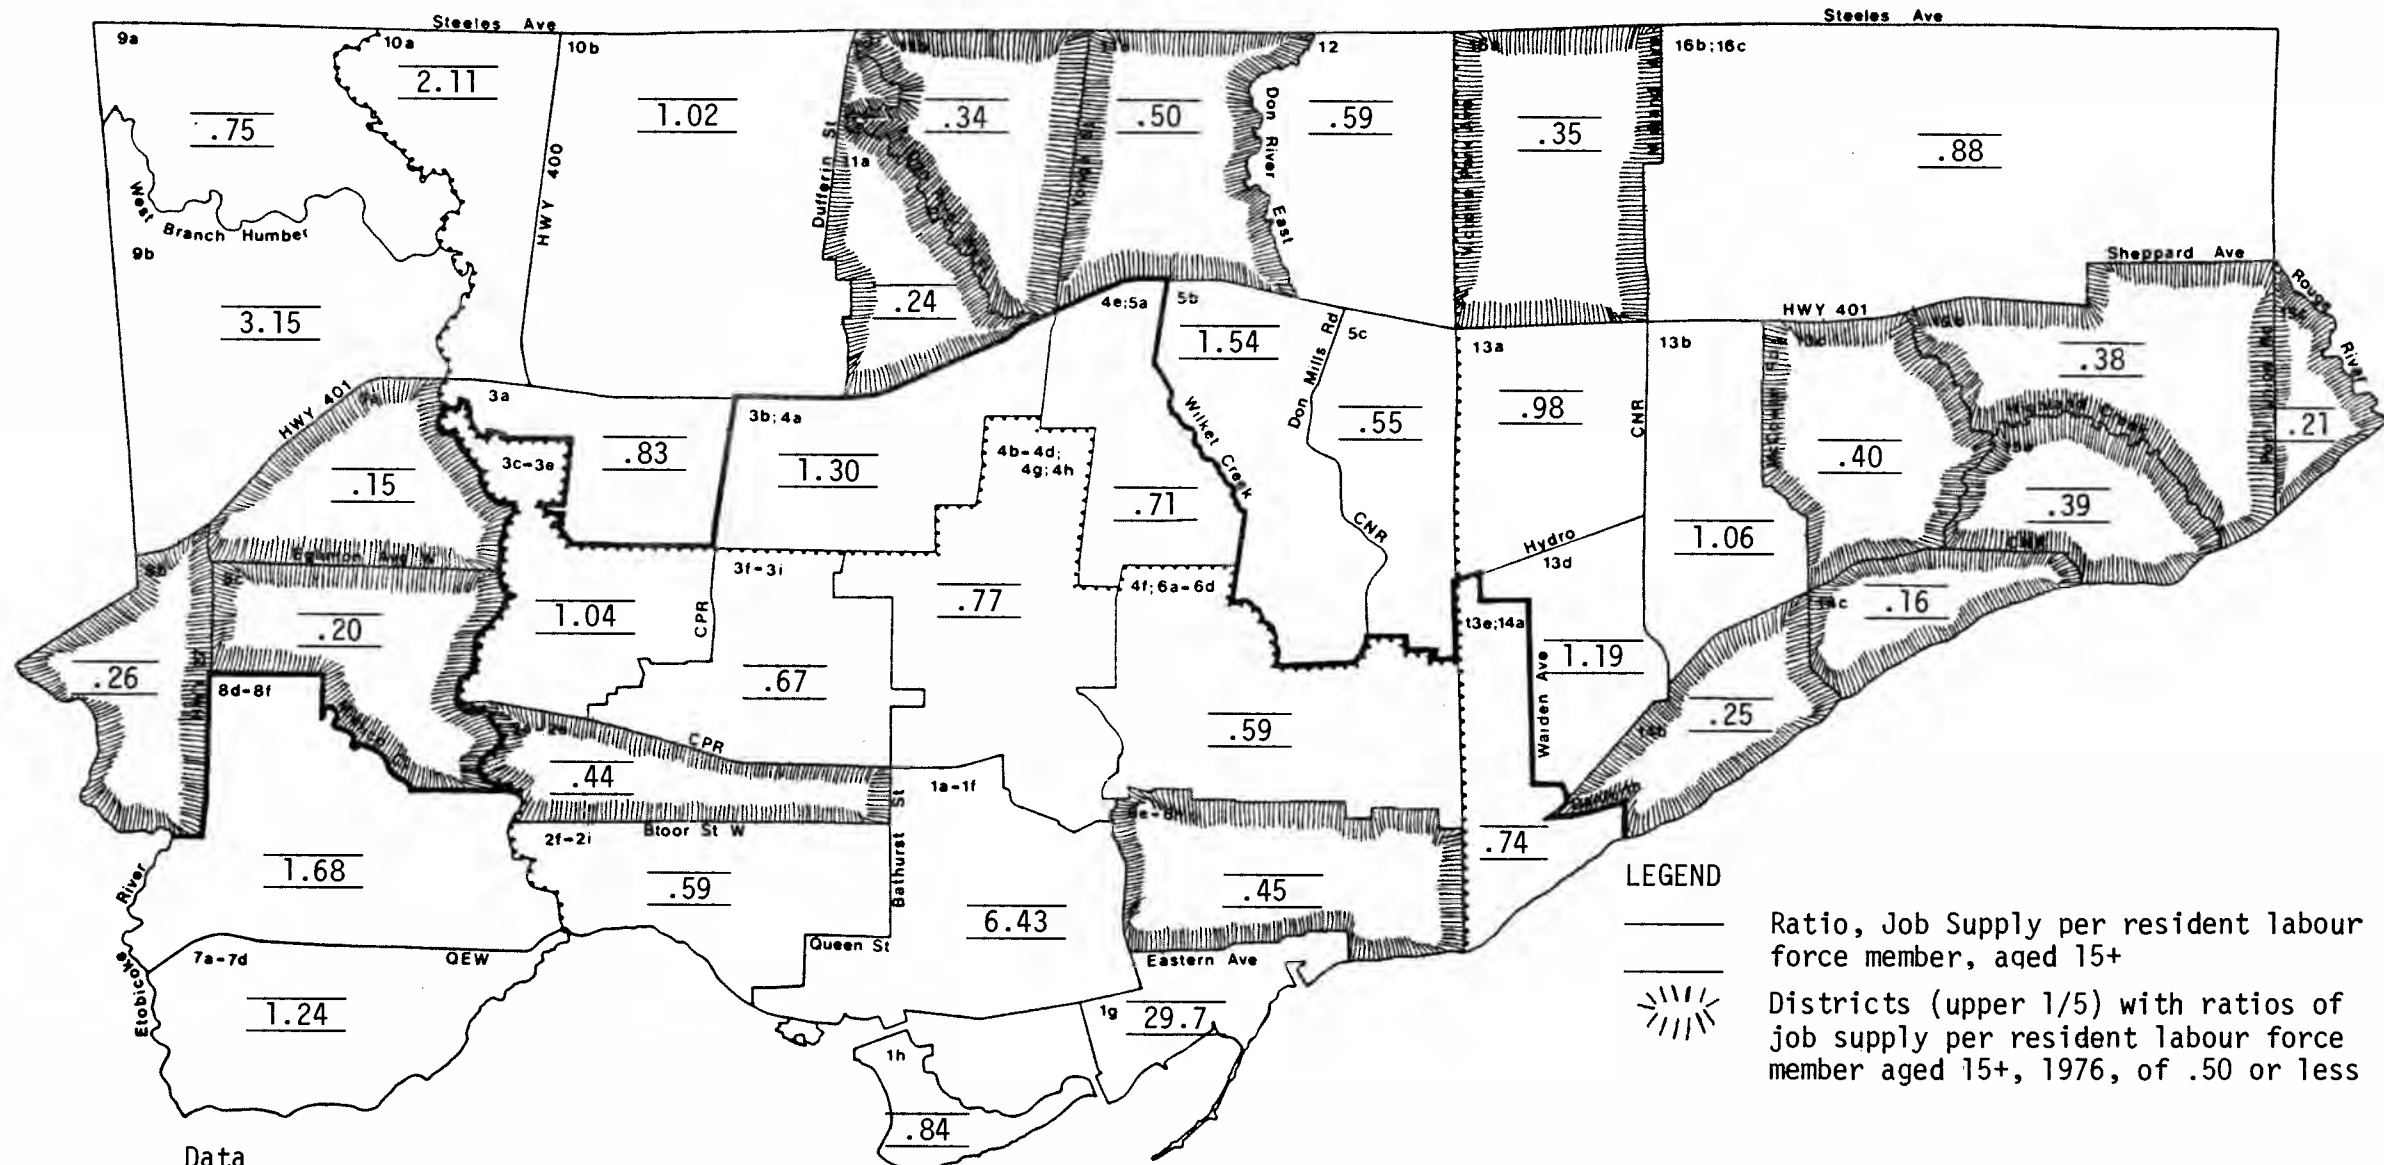 Steeles Ave
Steeles Ave
9a
10a
10b
12
16b;16c
2.11
1.02
.34
.50
.59
.35
.88
.75
Dufferin St
11a
Don River East
Victoria Park Ave
HWY 400
West Branch Humber
9b
3.15
.24
4e;5a
5b
1.54
Don Mills Rd
5c
Sheppard Ave
Rouge River
HWY 401
13a
13b
.38
HWY 401
3a
3b;4a
.83
3c-3e
1.30
4b-4d;
4g;4h
Wilket Creek
.55
.98
CNR
.40
.21
.15
.71
CNR
Hydro
13d
1.06
.39
Eglinton Ave W
3f-3i
4f;6a-6d
1.04
CPR
.77
.20
.16
13e;14a
1.19
Warden Ave
.26
8d-8f
.67
.59
.25
CPR
.44
1a-1f
Bloor St W
2f-2i
Bathurst St
.74
1.68
.59
6.43
.45
Etobicoke River
Queen St
Eastern Ave
7a-7d
QEW
1.24
1g
29.7
1h
.84
LEGEND
Ratio, Job Supply per resident labour
force member, aged 15+
Districts (upper 1/5) with ratios of
job supply per resident labour force
member aged 15+, 1976, of .50 or less
Data